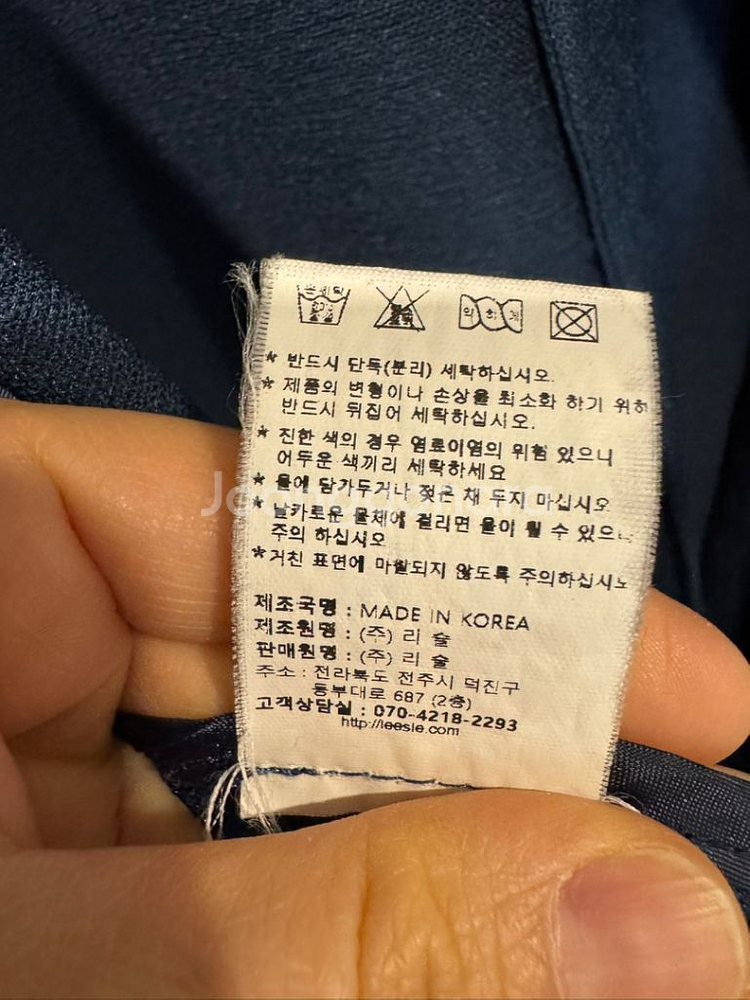 약 하 게
* 반드시 단독(분리) 세탁하십시오.
* 제품의 변형이나 손상을 최소화 하기 위하
반드시 뒤집어 세탁하십시오.
* 진한 색의 경우 염료이염의 위험 있으니
어두운 색끼리 세탁하세요
* 물에 담가두거나 젖은 채 두지 마십시오
* 날카로운 물체에 걸리면 올이 뜯길 수 있으니
주의 하십시오
* 거친 표면에 마찰되지 않도록 주의하십시오
제조국명 : MADE IN KOREA
제조원명 : (주) 리 슬
판매원명 : (주) 리 슬
주소 : 전라북도 전주시 덕진구
동부대로 687 (2층)
고객상담실 : 070-4218-2293
http://leesle.com